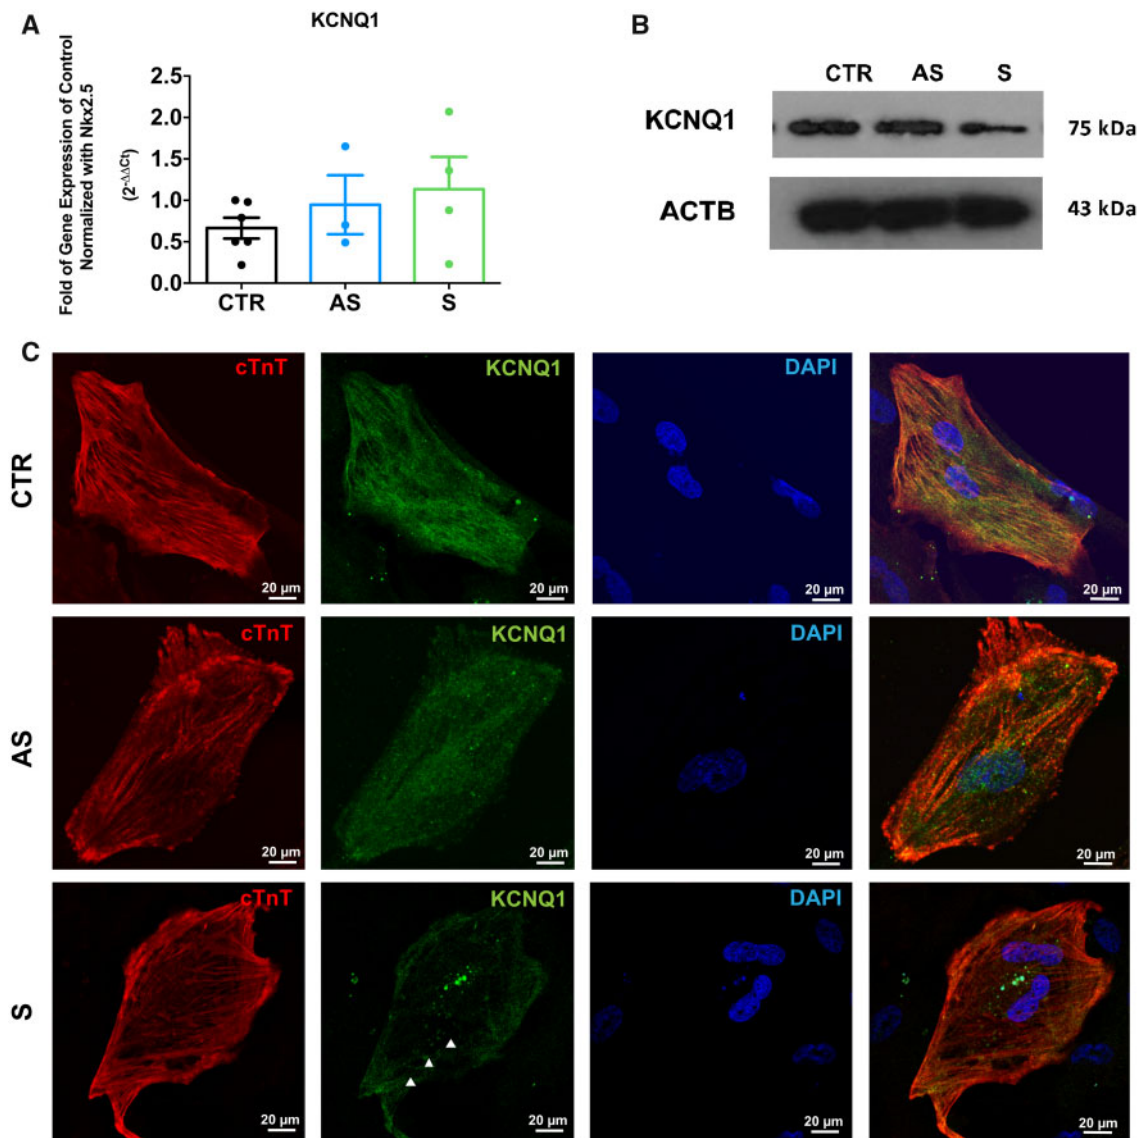 A
KCNQ1
Fold of Gene Expression of Control
Normalized with Nkx2.5
(2-ΔΔCt)
2.5
2.0
1.5
1.0
0.5
0.0
CTR AS S
B
CTR AS S
KCNQ1 75 kDa
ACTB 43 kDa
C
CTR
cTnT KCNQ1 DAPI
20 µm 20 µm 20 µm 20 µm
AS
cTnT KCNQ1 DAPI
20 µm 20 µm 20 µm 20 µm
S
cTnT KCNQ1 DAPI
20 µm 20 µm 20 µm 20 µm